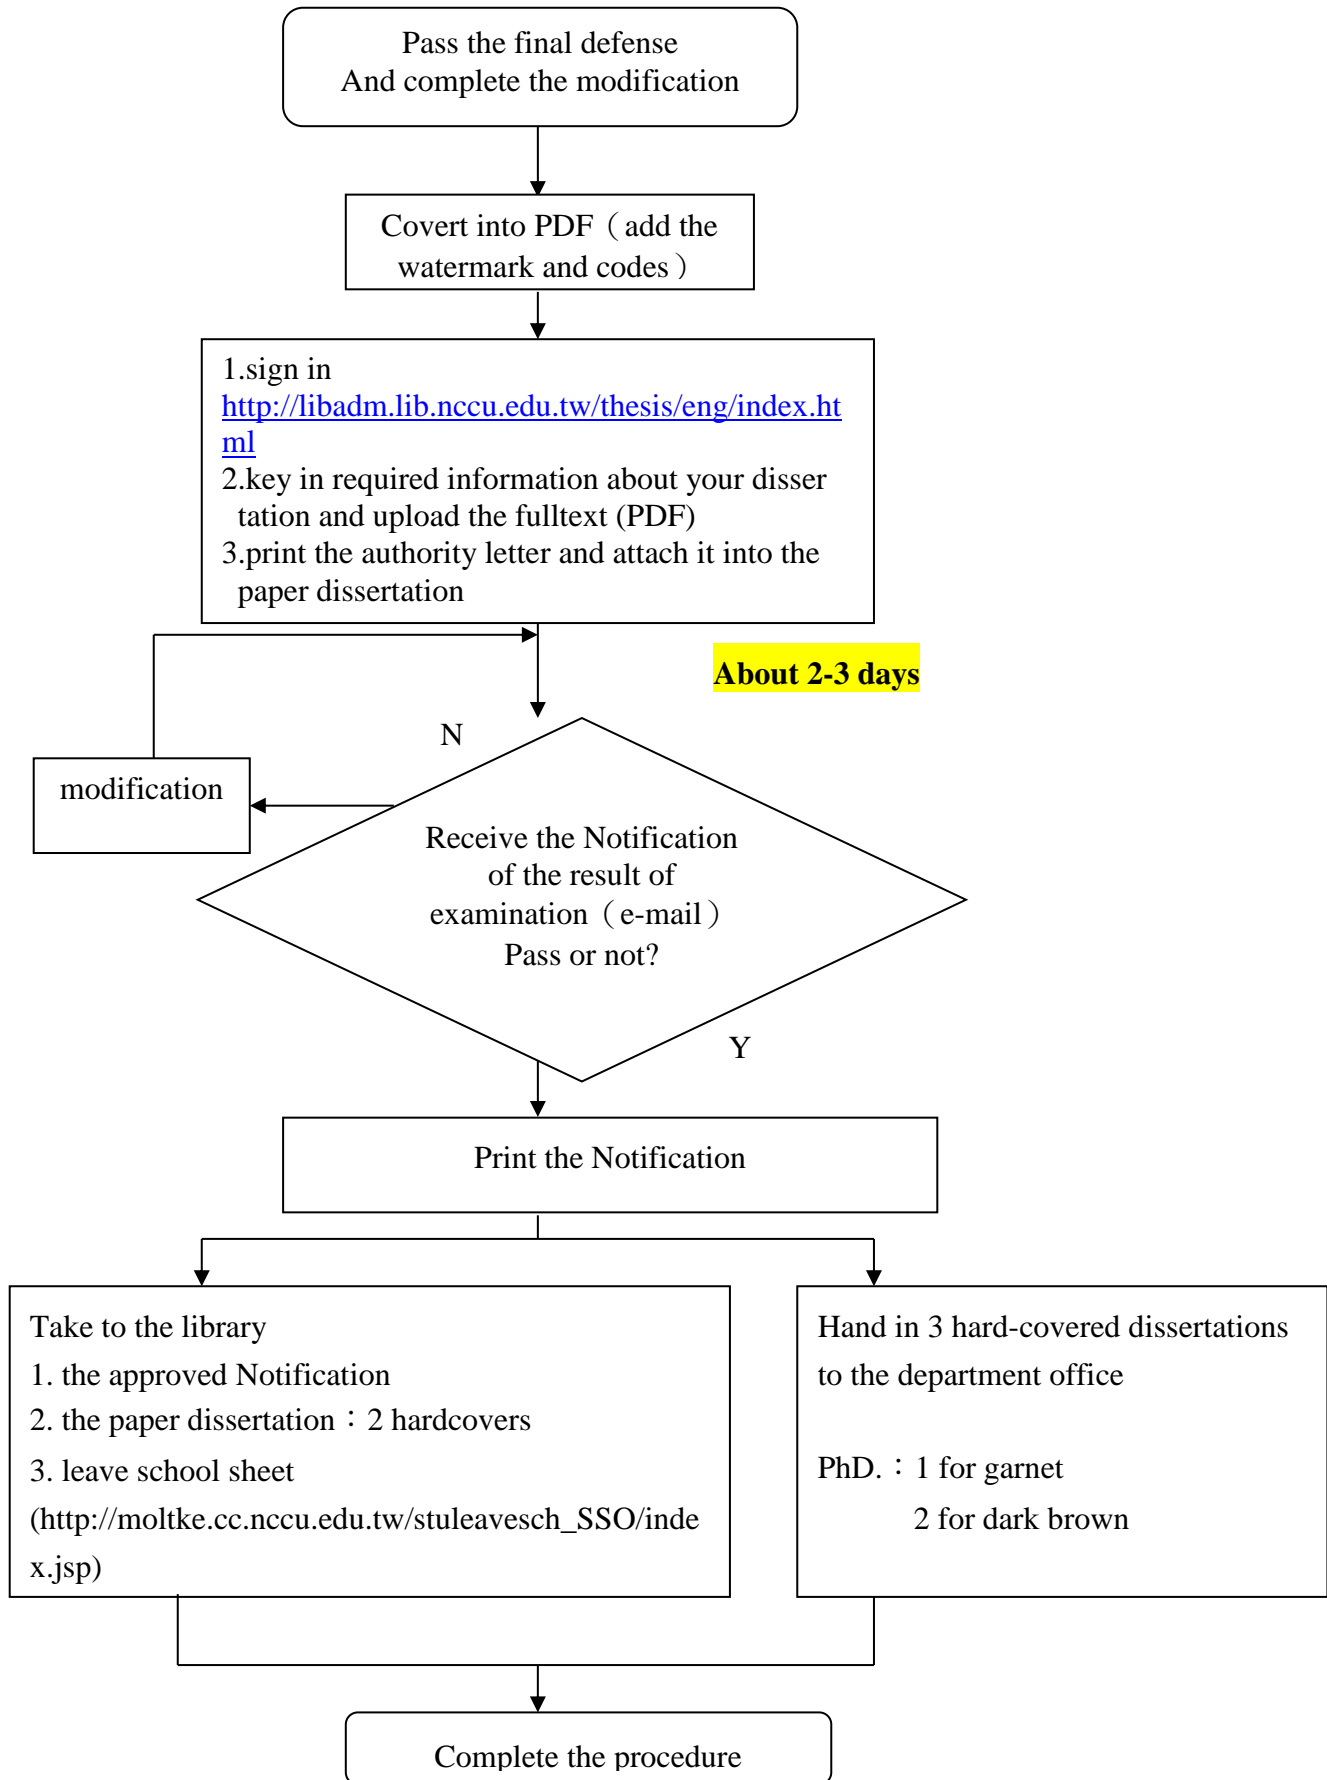 Pass the final defense
And complete the modification
Covert into PDF（add the
watermark and codes）
1.sign in
http://libadm.lib.nccu.edu.tw/thesis/eng/index.ht
ml
2.key in required information about your disser
tation and upload the fulltext (PDF)
3.print the authority letter and attach it into the
paper dissertation
About 2-3 days
N
modification
Receive the Notification
of the result of
examination（e-mail）
Pass or not?
Y
Print the Notification
Take to the library
1. the approved Notification
2. the paper dissertation：2 hardcovers
3. leave school sheet
(http://moltke.cc.nccu.edu.tw/stuleavesch_SSO/inde
x.jsp)
Hand in 3 hard-covered dissertations
to the department office
PhD.：1 for garnet
2 for dark brown
Complete the procedure